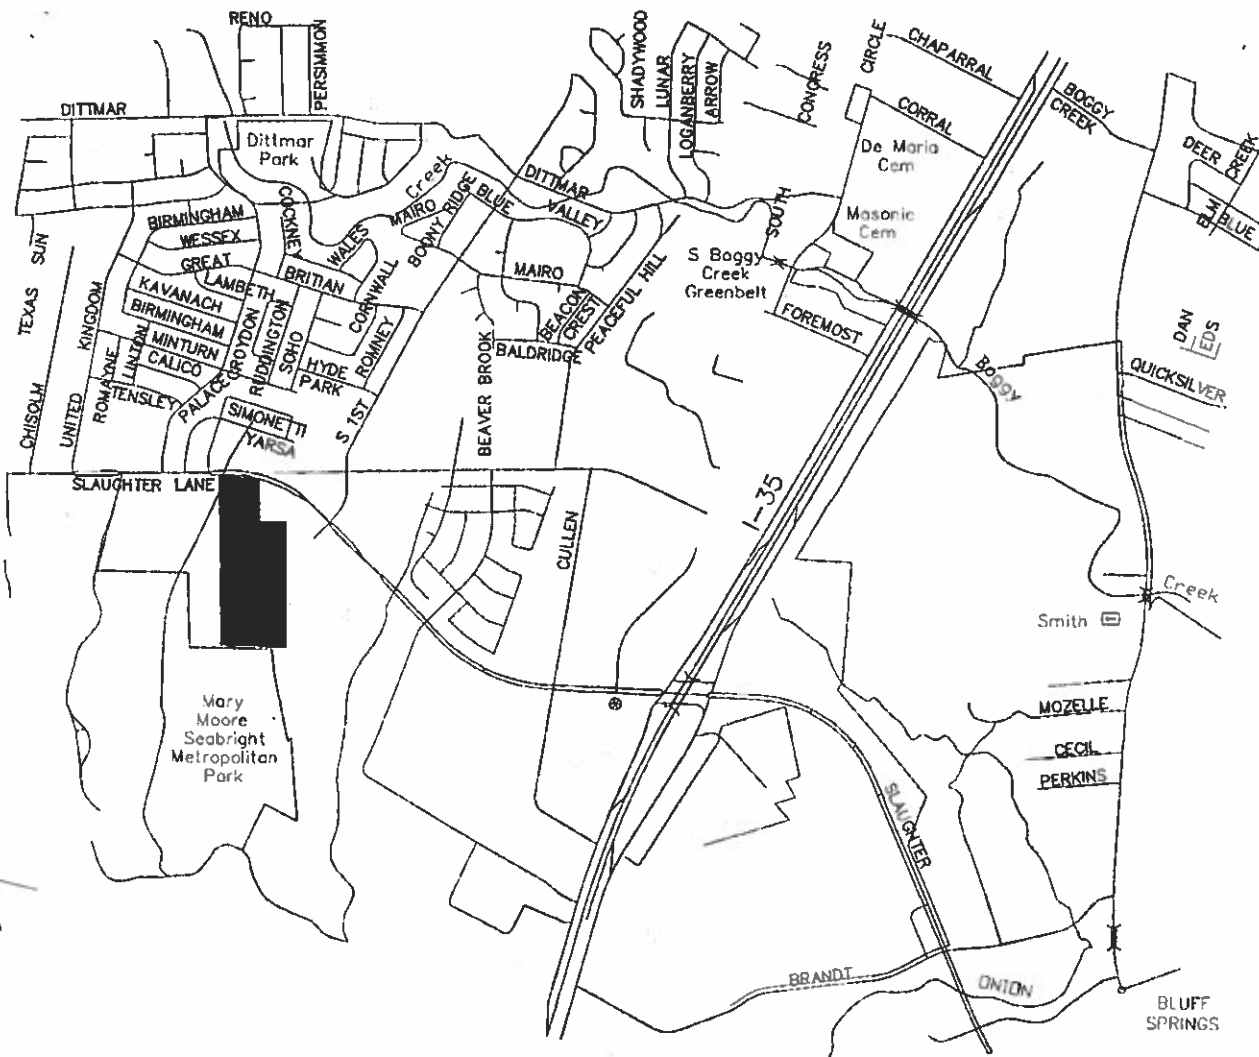 RENO
PERSIMMON
SHADYWOOD
LUNAR
LOGANBERRY
ARROW
CONGRESS
CIRCLE
CHAPARRAL
CORRAL
BOGGY
CREEK
DEER
CREEK
ELM
BLUE
DITTMAR
Dittmar
Park
De Maria
Cem
Masonic
Cem
DITTMAR
VALLEY
BLUE
Creek
MAIRO
BOONY RIDGE
COCKNEY
WALES
SOUTH
S Boggy
Creek
Greenbelt
FOREMOST
PEACEFUL HILL
MAIRO
BEACON
CREST
BALDRIDGE
BEAVER BROOK
BIRMINGHAM
WESSEX
GREAT
BRITIAN
LAMBETH
KAVANACH
BIRMINGHAM
MINTURN
CALICO
TENSLEY
LINTON
ROMAYNE
KINGDOM
UNITED
SUN
TEXAS
CHISOLM
PALACE
CROYDON
RUDDINGTON
SOHO
HYDE
PARK
CORNWALL
ROMNEY
SIMONETTI
YARSA
S 1ST
SLAUGHTER LANE
CULLEN
I-35
Boggy
DAN
EDS
QUICKSILVER
Creek
Smith
MOZELLE
CECIL
PERKINS
Mary
Moore
Seabright
Metropolitan
Park
SLAUGHTER
BRANDT
ONION
BLUFF
SPRINGS